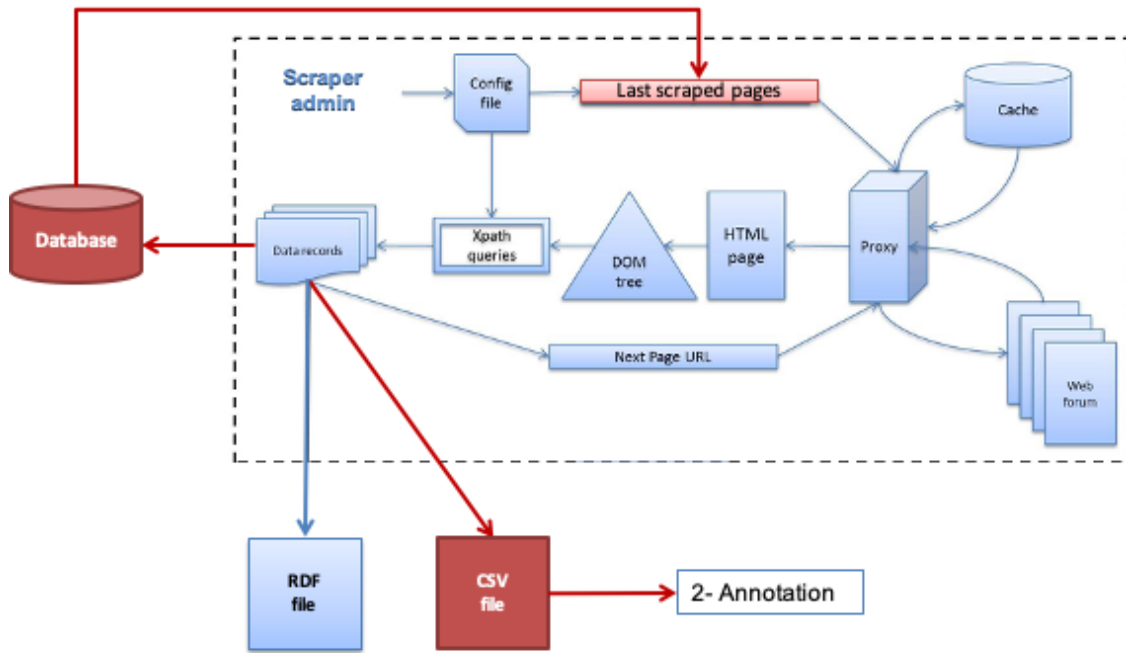 Scraper
admin
Config
file
Last scraped pages
Cache
Database
Data records
Xpath
queries
DOM
tree
HTML
page
Proxy
Next Page URL
Web
forum
RDF
file
CSV
file
2- Annotation